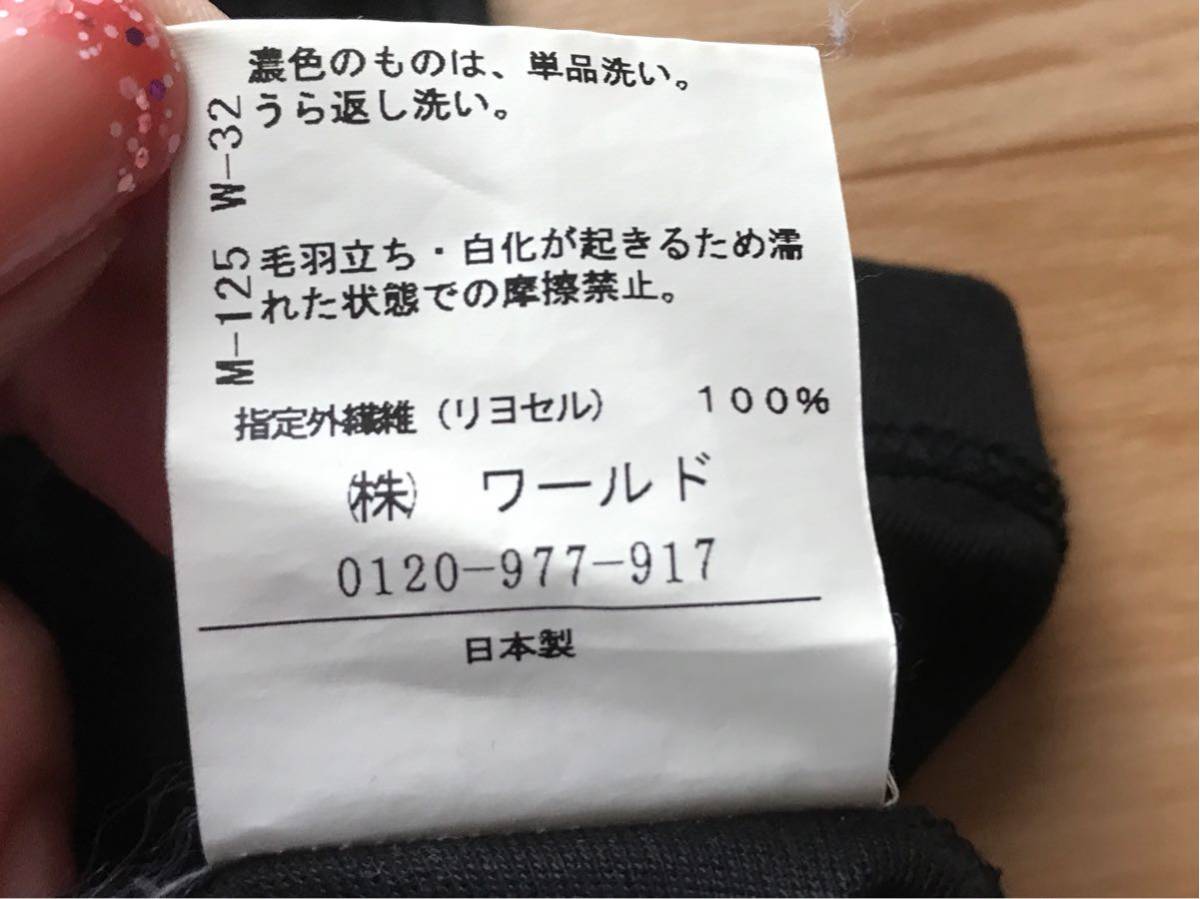 濃色のものは、単品洗い。
うら返し洗い。
毛羽立ち・白化が起きるため濡
れた状態での摩擦禁止。
M-125 W-32
指定外繊維（リヨセル） 100%
㈱ ワールド
0120-977-917
日本製